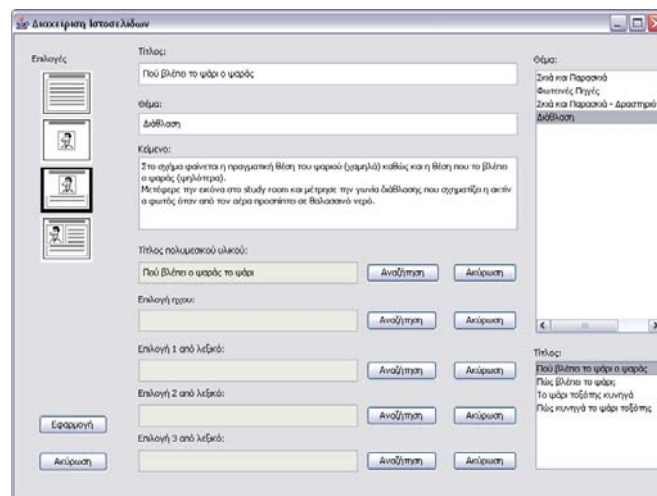 Διαχείριση Ιστοσελίδων
Επιλογές
Τίτλος:
Πού βλέπει το ψάρι ο ψαράς
Θέμα:
Διάθλαση
Κείμενο:
Στο σχήμα φαίνεται η πραγματική θέση του ψαριού (χαμηλά) καθώς και η θέση που το βλέπει
ο ψαράς (ψηλότερα).
Μετέφερε την εικόνα στο study room και μέτρησε την γωνία διάθλασης που σχηματίζει η ακτίν
α φωτός όταν από τον αέρα προσπίπτει σε θαλασσινό νερό.
Τίτλος πολυμεσικού υλικού:
Πού βλέπει ο ψαράς το ψάρι
Αναζήτηση
Ακύρωση
Επιλογή ηχου:
Αναζήτηση
Ακύρωση
Επιλογή 1 από λεξικό:
Αναζήτηση
Ακύρωση
Επιλογή 2 από λεξικό:
Αναζήτηση
Ακύρωση
Επιλογή 3 από λεξικό:
Αναζήτηση
Ακύρωση
Εφαρμογή
Ακύρωση
Θέμα:
Σκιά και Παρασκιά
Φωτεινές Πηγές
Σκιά και Παρασκιά - Δραστηριό
Διάθλαση
Τίτλος:
Πού βλέπει το ψάρι ο ψαράς
Πώς βλέπει το ψάρι;
Το ψάρι τοξότης κυνηγά
Πώς κυνηγά το ψάρι τοξότης